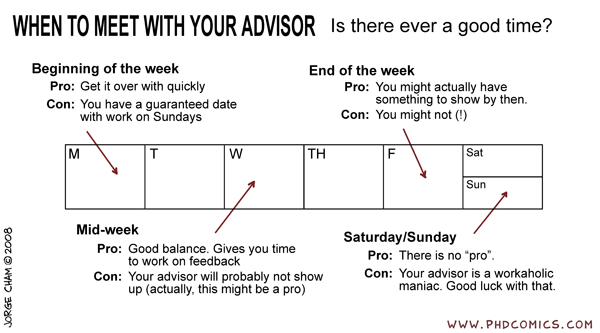 WHEN TO MEET WITH YOUR ADVISOR Is there ever a good time?
Beginning of the week
Pro: Get it over with quickly
Con: You have a guaranteed date
with work on Sundays
End of the week
Pro: You might actually have
something to show by then.
Con: You might not (!)
M T W TH F Sat
Sun
Mid-week
Pro: Good balance. Gives you time
to work on feedback
Con: Your advisor will probably not show
up (actually, this might be a pro)
Saturday/Sunday
Pro: There is no “pro”.
Con: Your advisor is a workaholic
maniac. Good luck with that.
JORGE CHAM © 2008
WWW.PHDCOMICS.COM